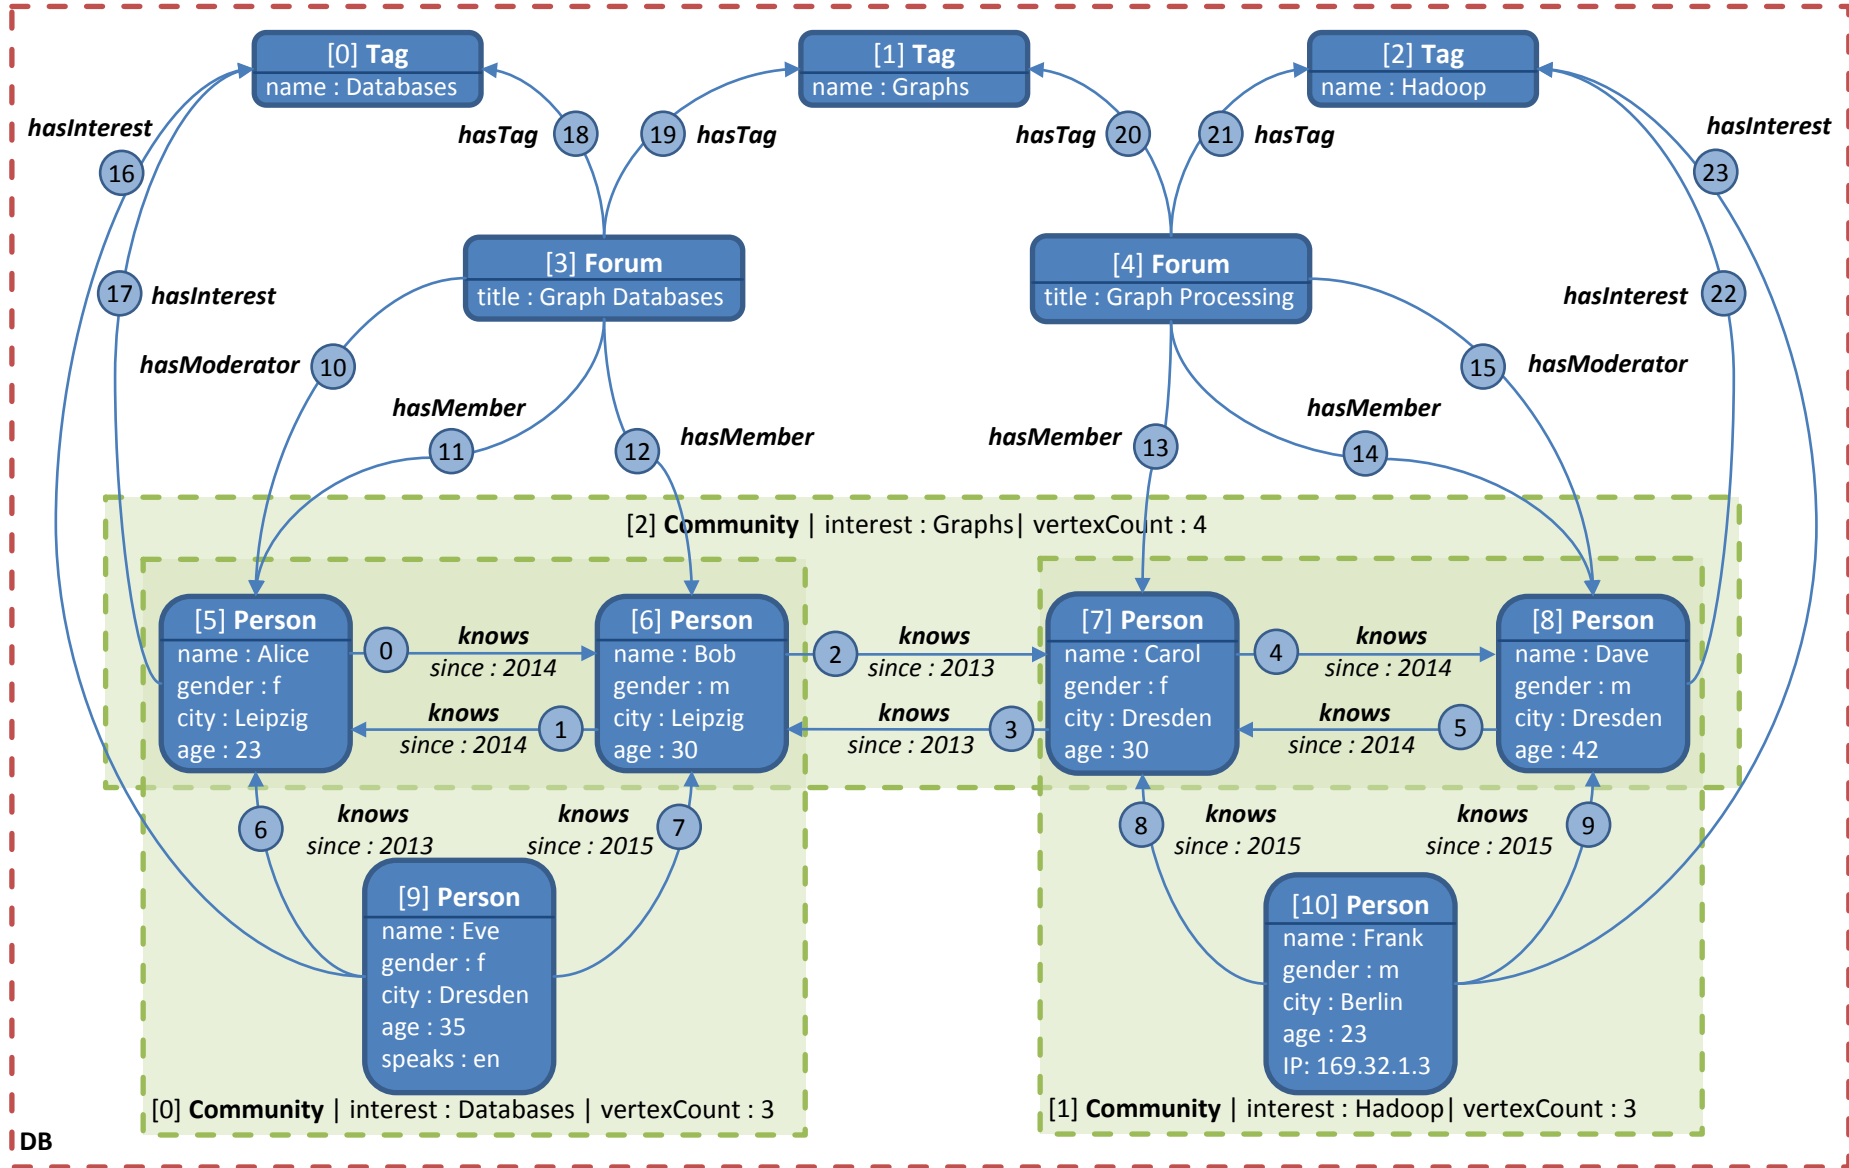 [0] Tag
name : Databases
[1] Tag
name : Graphs
[2] Tag
name : Hadoop
hasInterest
16
hasTag
18
19
hasTag
hasTag
20
21
hasTag
hasInterest
23
17
hasInterest
[3] Forum
title : Graph Databases
[4] Forum
title : Graph Processing
hasInterest
22
hasModerator
10
hasMember
11
12
hasMember
hasMember
13
hasMember
14
15
hasModerator
[2] Community | interest : Graphs| vertexCount : 4
[5] Person
name : Alice
gender : f
city : Leipzig
age : 23
0
knows
since : 2014
knows
since : 2014
1
[6] Person
name : Bob
gender : m
city : Leipzig
age : 30
2
knows
since : 2013
knows
since : 2013
3
[7] Person
name : Carol
gender : f
city : Dresden
age : 30
4
knows
since : 2014
knows
since : 2014
5
[8] Person
name : Dave
gender : m
city : Dresden
age : 42
6
knows
since : 2013
knows
since : 2015
7
8
knows
since : 2015
knows
since : 2015
9
[9] Person
name : Eve
gender : f
city : Dresden
age : 35
speaks : en
[10] Person
name : Frank
gender : m
city : Berlin
age : 23
IP: 169.32.1.3
[0] Community | interest : Databases | vertexCount : 3
[1] Community | interest : Hadoop| vertexCount : 3
DB